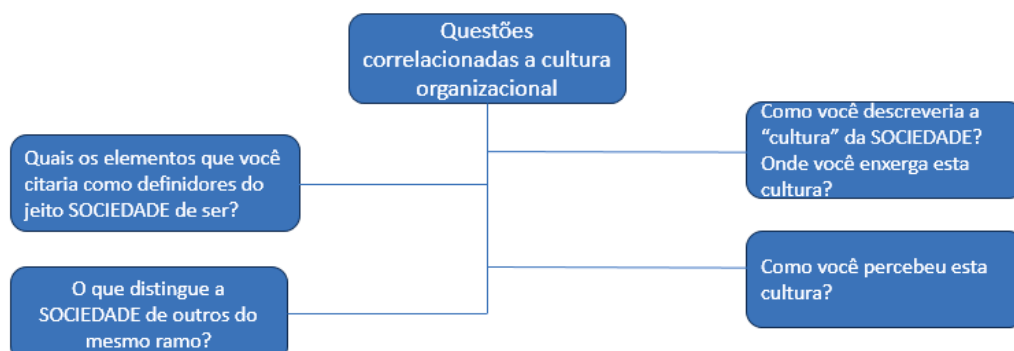 Questões
correlacionadas a cultura
organizacional
Como você descreveria a
“cultura” da SOCIEDADE?
Onde você enxerga esta
cultura?
Quais os elementos que você
citaria como definidores do
jeito SOCIEDADE de ser?
Como você percebeu esta
cultura?
O que distingue a
SOCIEDADE de outros do
mesmo ramo?